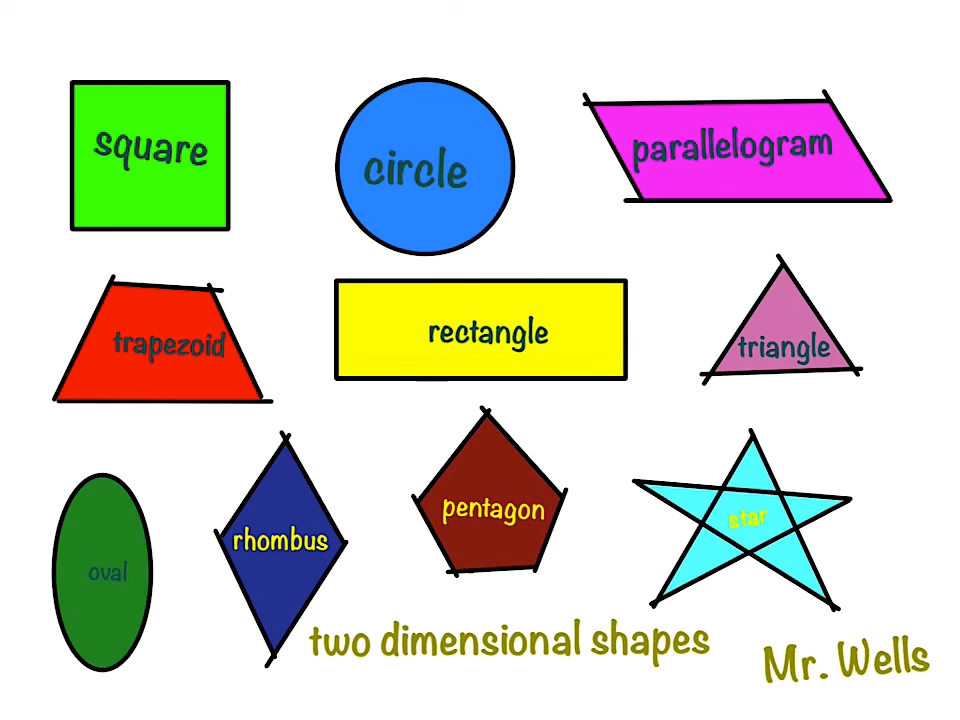 square
circle
parallelogram
trapezoid
rectangle
triangle
oval
rhombus
pentagon
star
two dimensional shapes
Mr. Wells